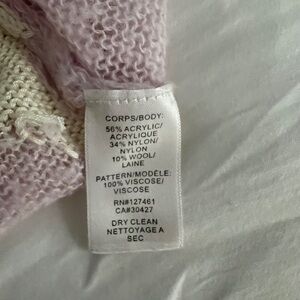 CORPS/BODY:
56% ACRYLIC/
ACRYLIQUE
34% NYLON/
NYLON
10% WOOL/
LAINE
PATTERN/MODÈLE:
100% VISCOSE/
VISCOSE
RN#127461
CA#30427
DRY CLEAN
NETTOYAGE A
SEC